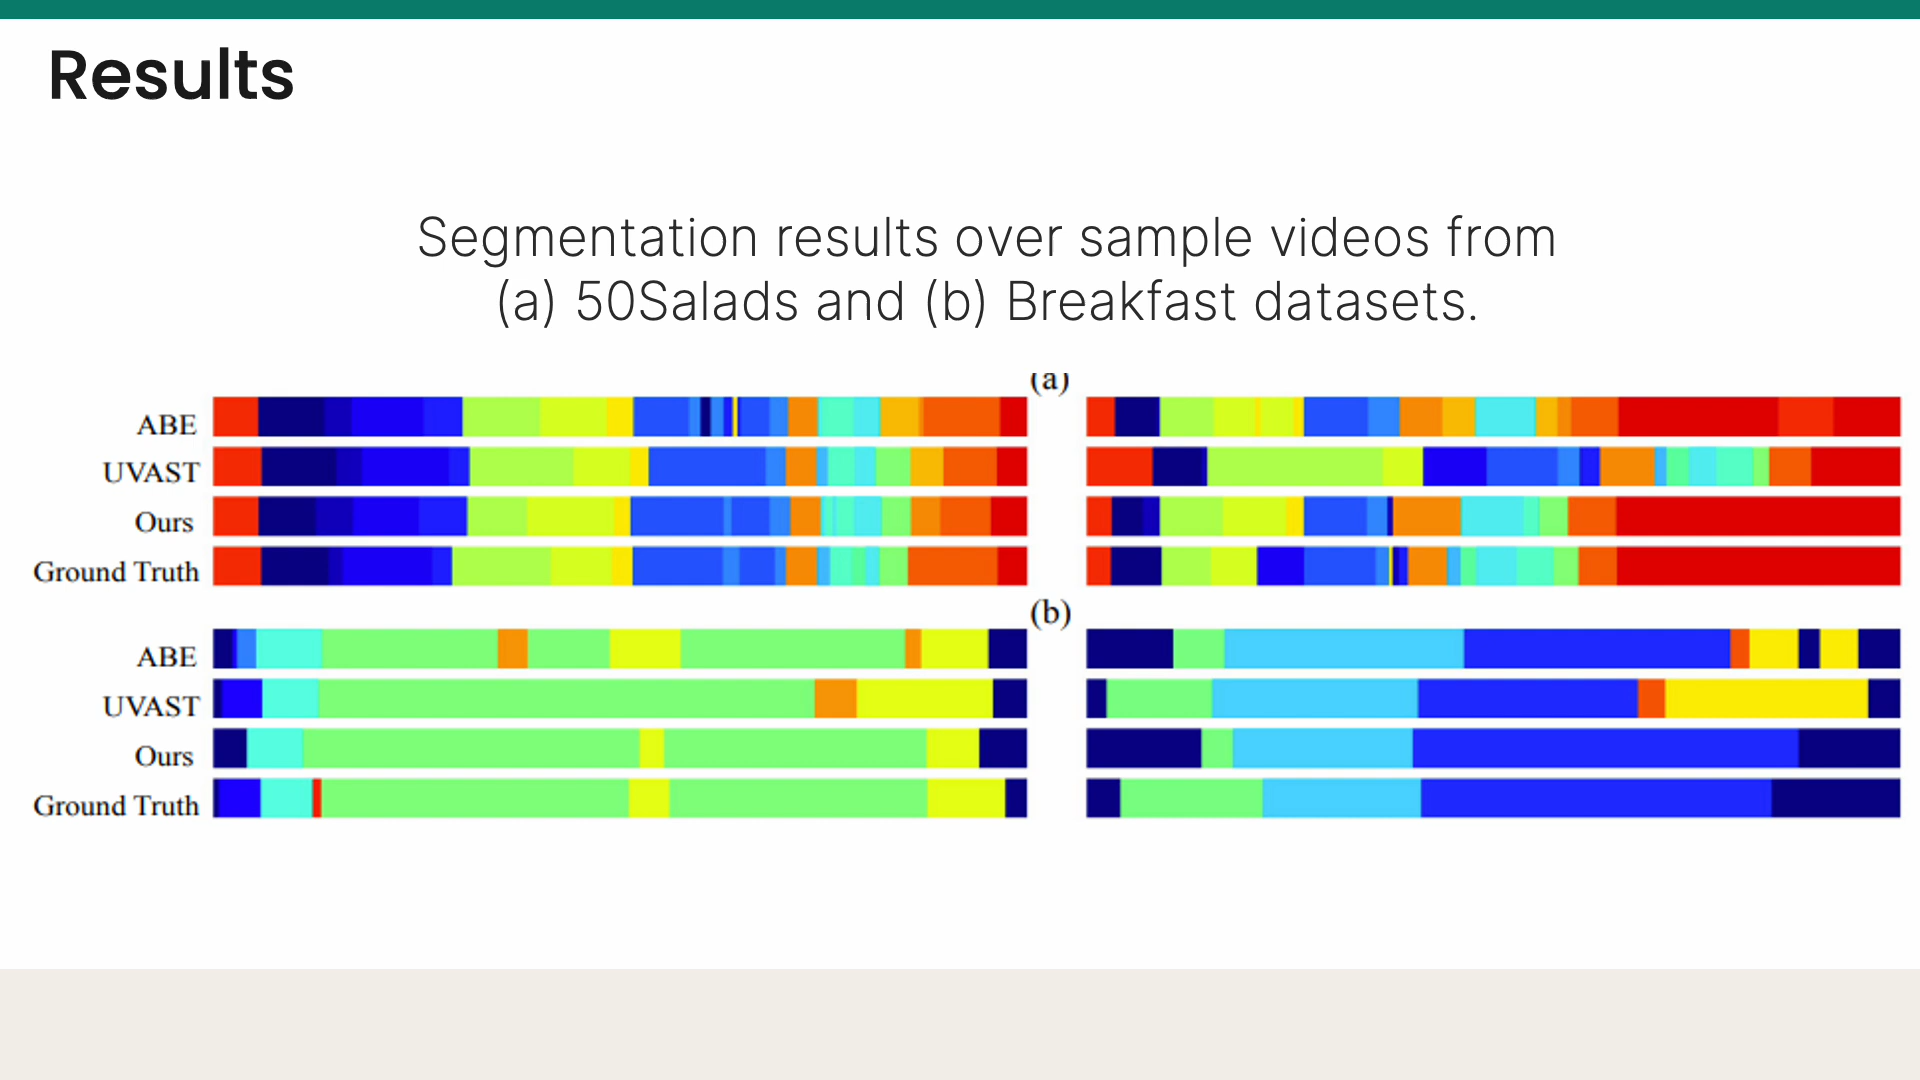 Results
Segmentation results over sample videos from
(a) 50Salads and (b) Breakfast datasets.
(a)
ABE
UVAST
Ours
Ground Truth
(b)
ABE
UVAST
Ours
Ground Truth